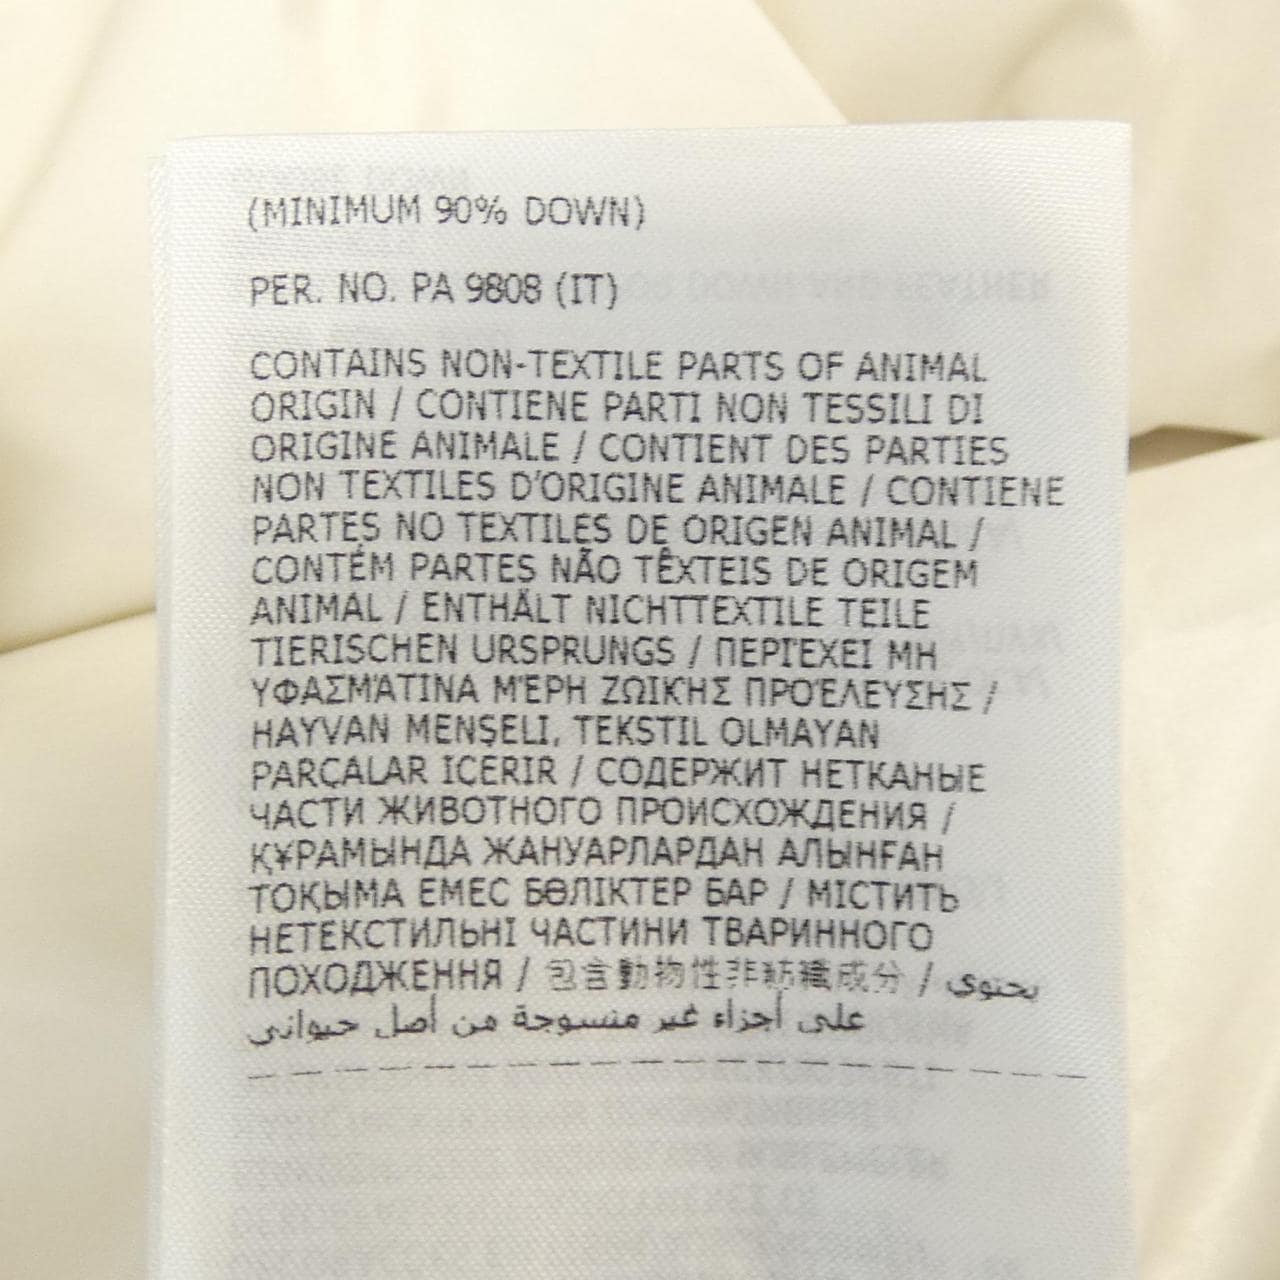 (MINIMUM 90% DOWN)
PER. NO. PA 9808 (IT)
CONTAINS NON-TEXTILE PARTS OF ANIMAL
ORIGIN / CONTIENE PARTI NON TESSILI DI
ORIGINE ANIMALE / CONTIENT DES PARTIES
NON TEXTILES D'ORIGINE ANIMALE / CONTIENE
PARTES NO TEXTILES DE ORIGEN ANIMAL /
CONTÉM PARTES NÃO TÊXTEIS DE ORIGEM
ANIMAL / ENTHÄLT NICHTTEXTILE TEILE
TIERISCHEN URSPRUNGS / ΠΕΡΙΈΧΕΙ ΜΗ
ΥΦΑΣΜΆΤΙΝΑ ΜΈΡΗ ΖΩΙΚΉΣ ΠΡΟΈΛΕΥΣΗΣ /
HAYVAN MENŞELI, TEKSTIL OLMAYAN
PARÇALAR ICERIR / СОДЕРЖИТ НЕТКАНЫЕ
ЧАСТИ ЖИВОТНОГО ПРОИСХОЖДЕНИЯ /
ҚҰРАМЫНДА ЖАНУАРЛАРДАН АЛЫНҒАН
ТОҚЫМА ЕМЕС БӨЛІКТЕР БАР / МІСТИТЬ
НЕТЕКСТИЛЬНІ ЧАСТИНИ ТВАРИННОГО
ПОХОДЖЕННЯ / 包含動物性非紡織成分 / يحتوي
على أجزاء غير منسوجة من أصل حيواني